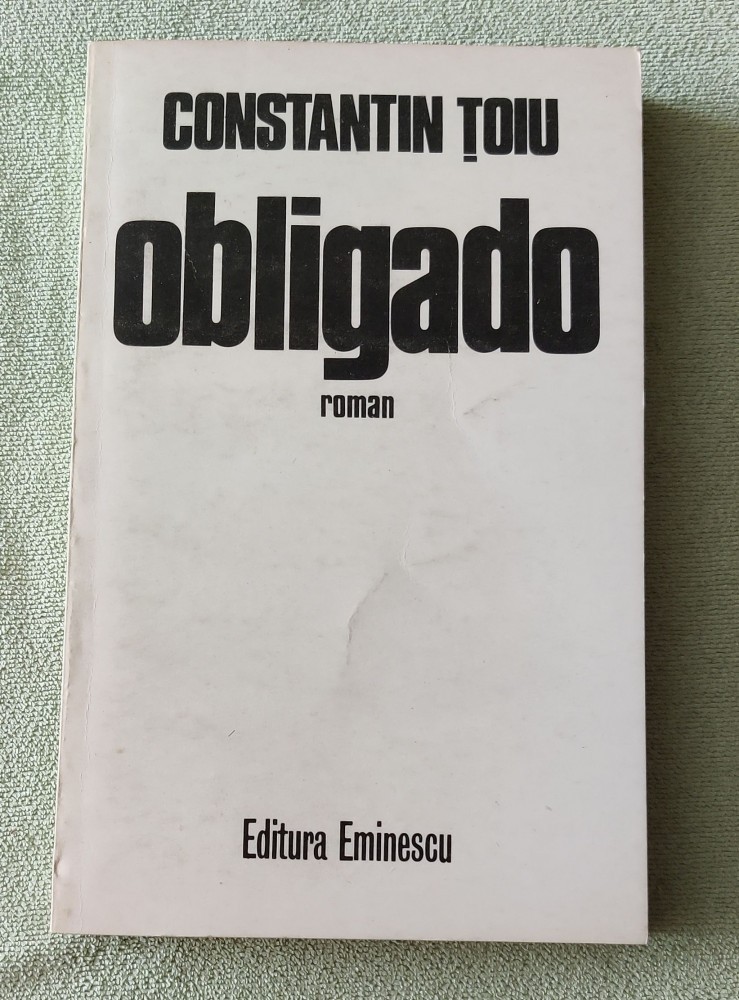 CONSTANTIN ȚOIU
obligado
roman
Editura Eminescu